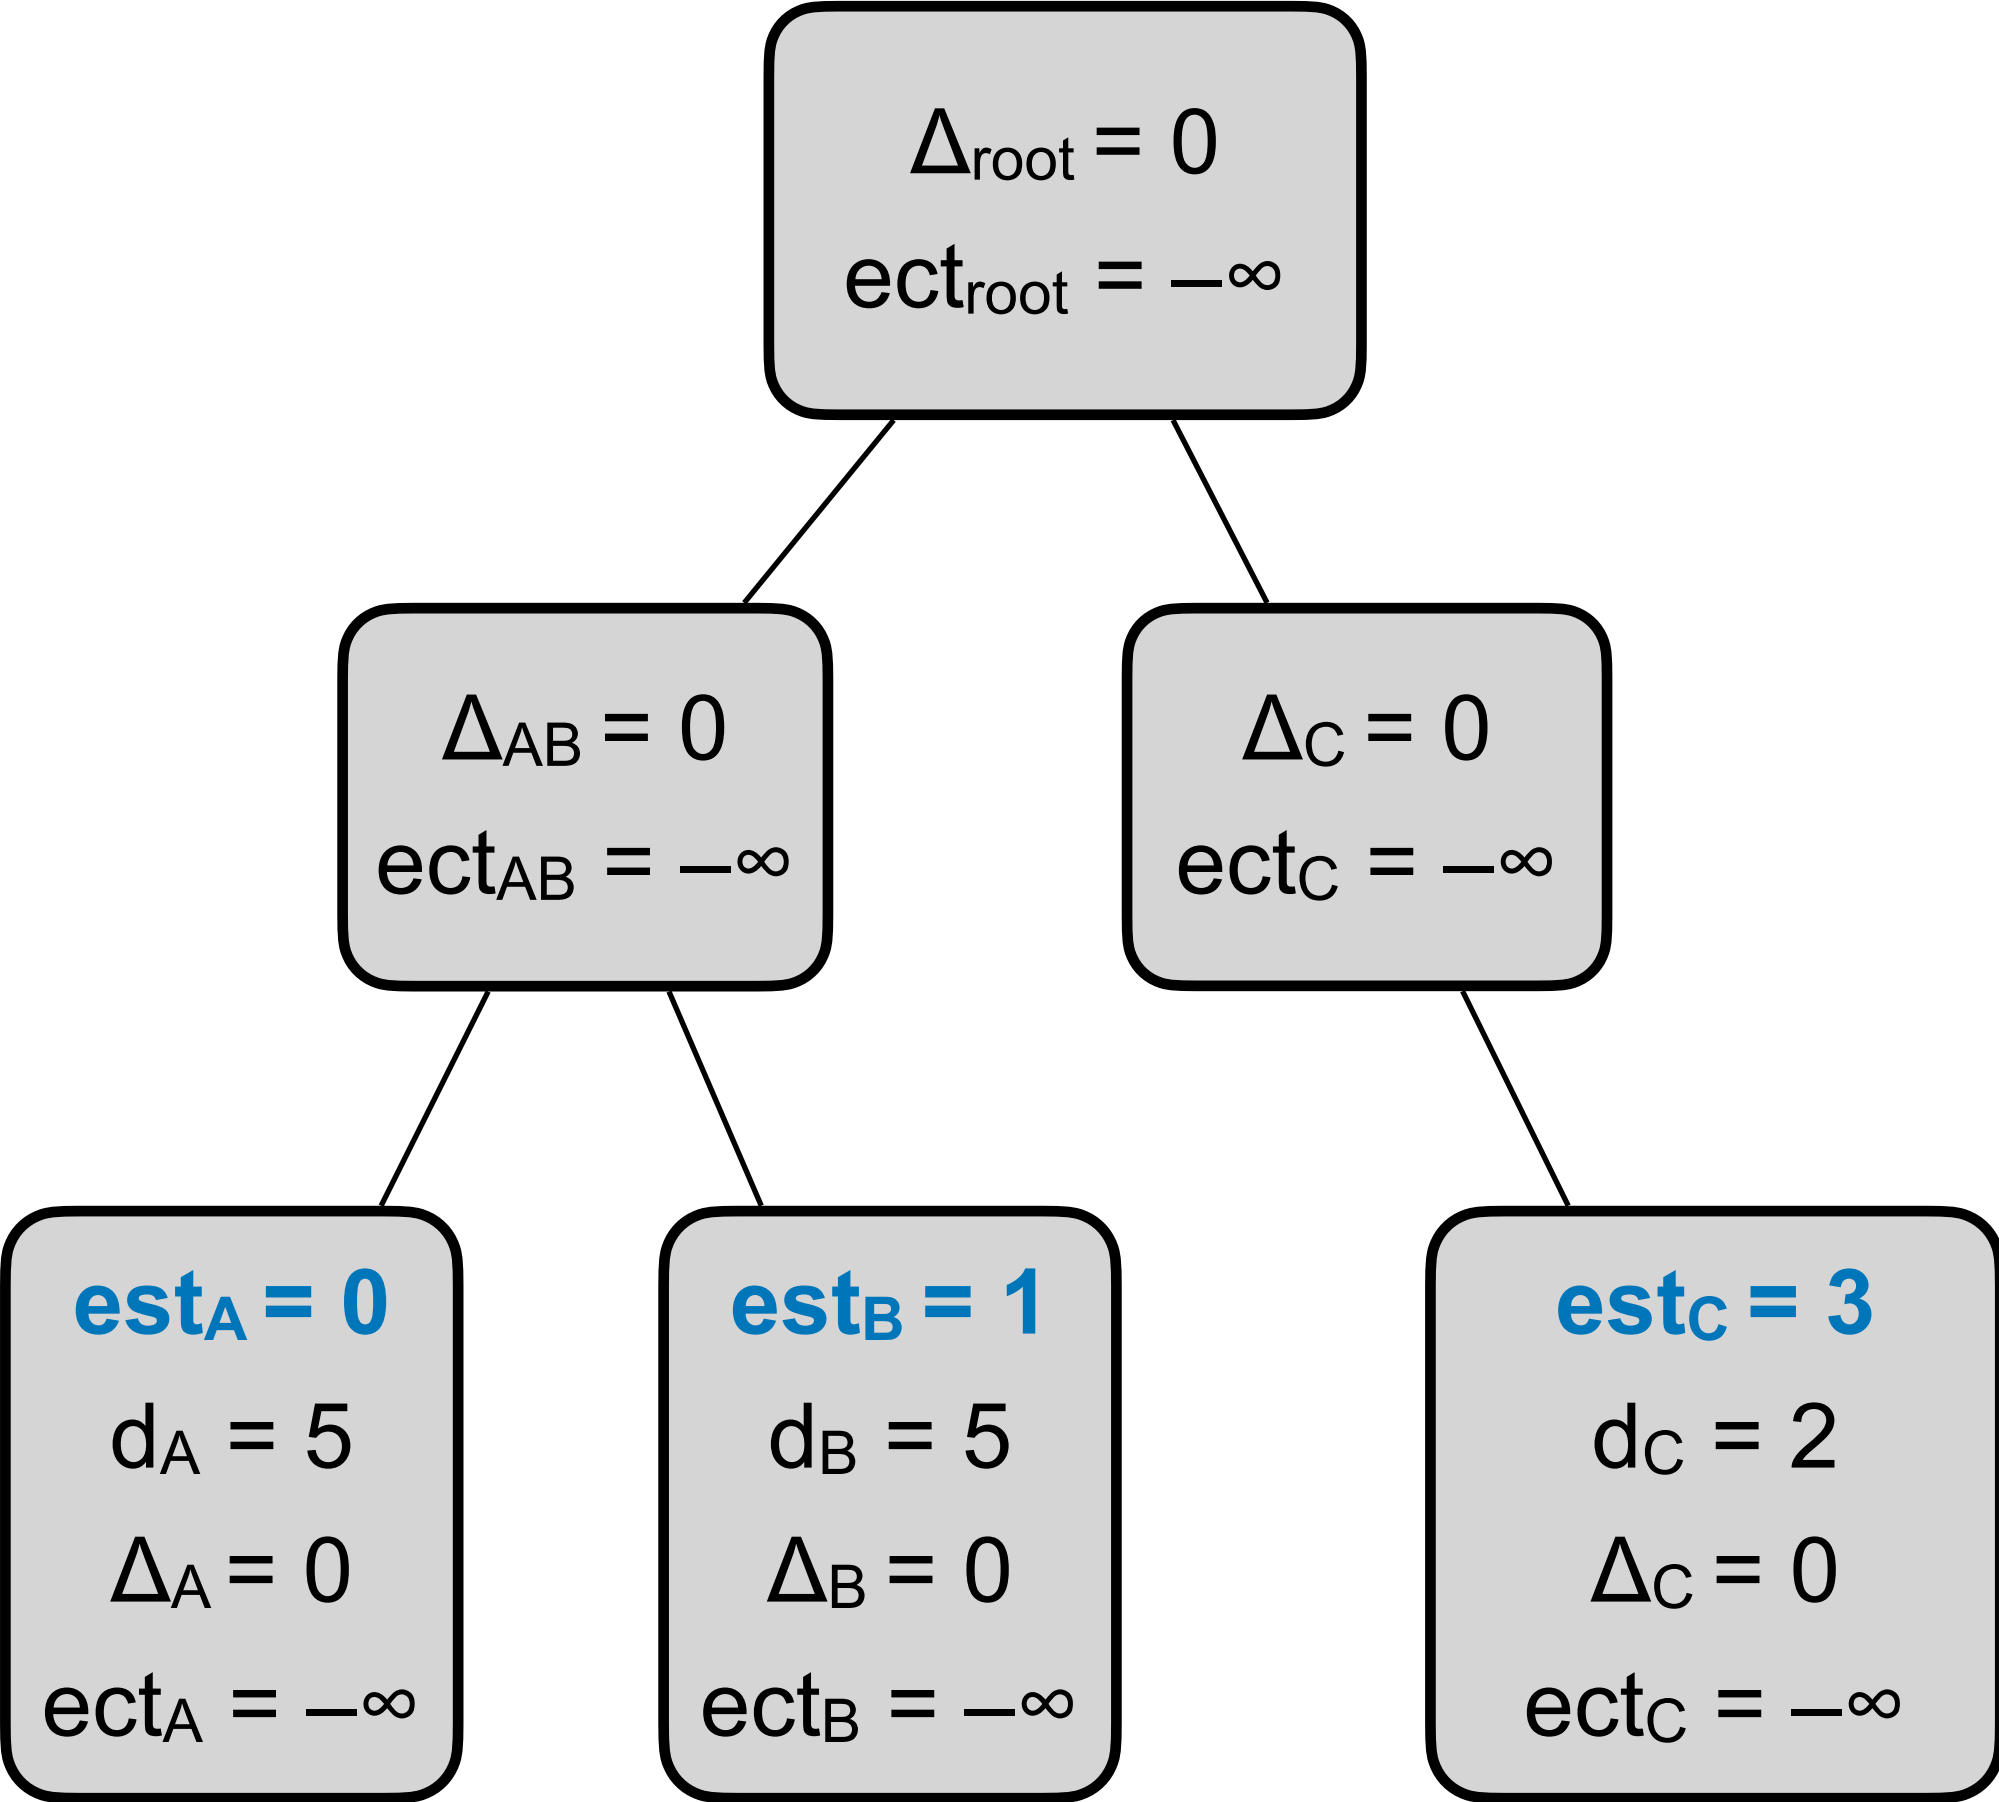 Δroot = 0
ectroot = –∞
ΔAB = 0
ectAB = –∞
ΔC = 0
ectC = –∞
estA = 0
dA = 5
ΔA = 0
ectA = –∞
estB = 1
dB = 5
ΔB = 0
ectB = –∞
estC = 3
dC = 2
ΔC = 0
ectC = –∞